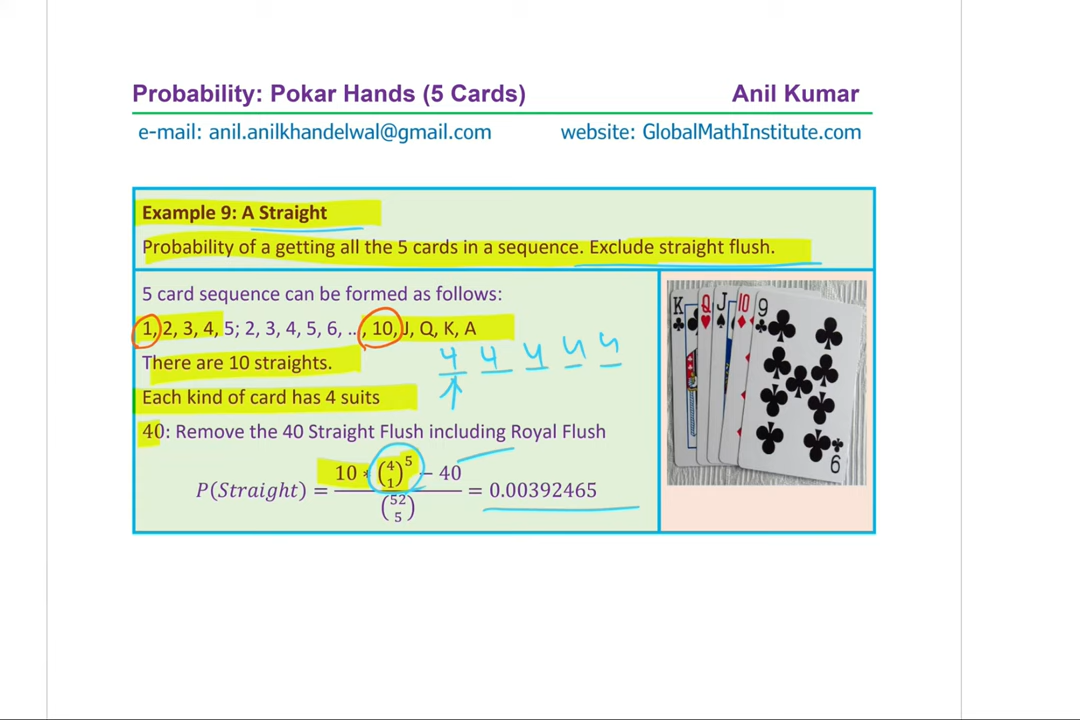 Probability: Pokar Hands (5 Cards) Anil Kumar
e-mail: anil.anilkhandelwal@gmail.com website: GlobalMathInstitute.com
Example 9: A Straight
Probability of a getting all the 5 cards in a sequence. Exclude straight flush.
5 card sequence can be formed as follows:
1, 2, 3, 4, 5; 2, 3, 4, 5, 6, .. , 10, J, Q, K, A
There are 10 straights.
4 4 4 4 4
Each kind of card has 4 suits
40: Remove the 40 Straight Flush including Royal Flush
P(Straight) = (10 * (4 1)^5 − 40) / (52 5) = 0.00392465
K Q J 10 9
9